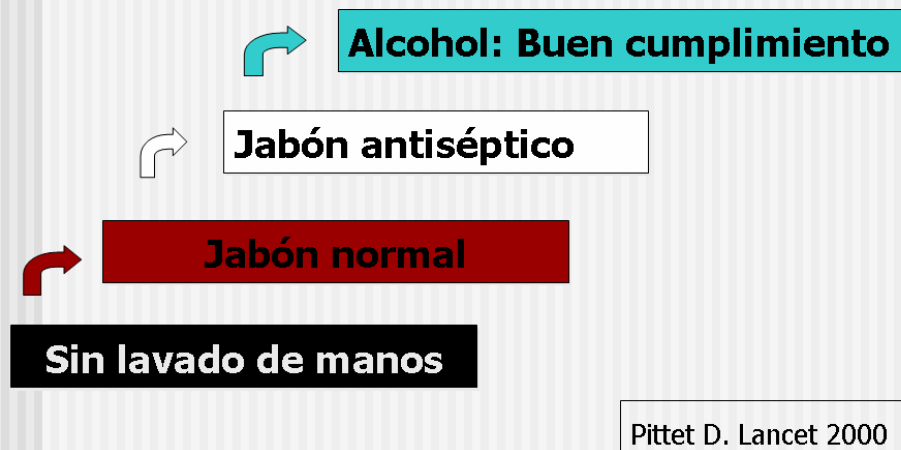 Alcohol: Buen cumplimiento
Jabón antiséptico
Jabón normal
Sin lavado de manos
Pittet D. Lancet 2000